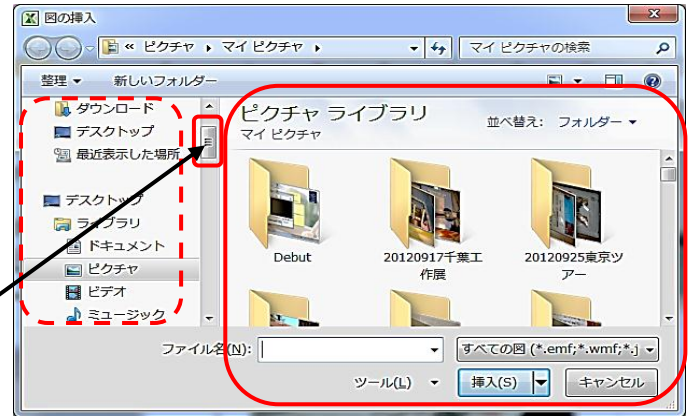 図の挿入
« ピクチャ ▸ マイ ピクチャ ▸
マイ ピクチャの検索
整理 ▼ 新しいフォルダー
ダウンロード
デスクトップ
最近表示した場所
デスクトップ
ライブラリ
ドキュメント
ピクチャ
ビデオ
ミュージック
ピクチャ ライブラリ
マイ ピクチャ
並べ替え: フォルダー ▼
Debut
20120917千葉工
作展
20120925東京ツ
アー
ファイル名(N):
すべての図 (*.emf;*.wmf;*.j
ツール(L) ▼ 挿入(S) ▼ キャンセル